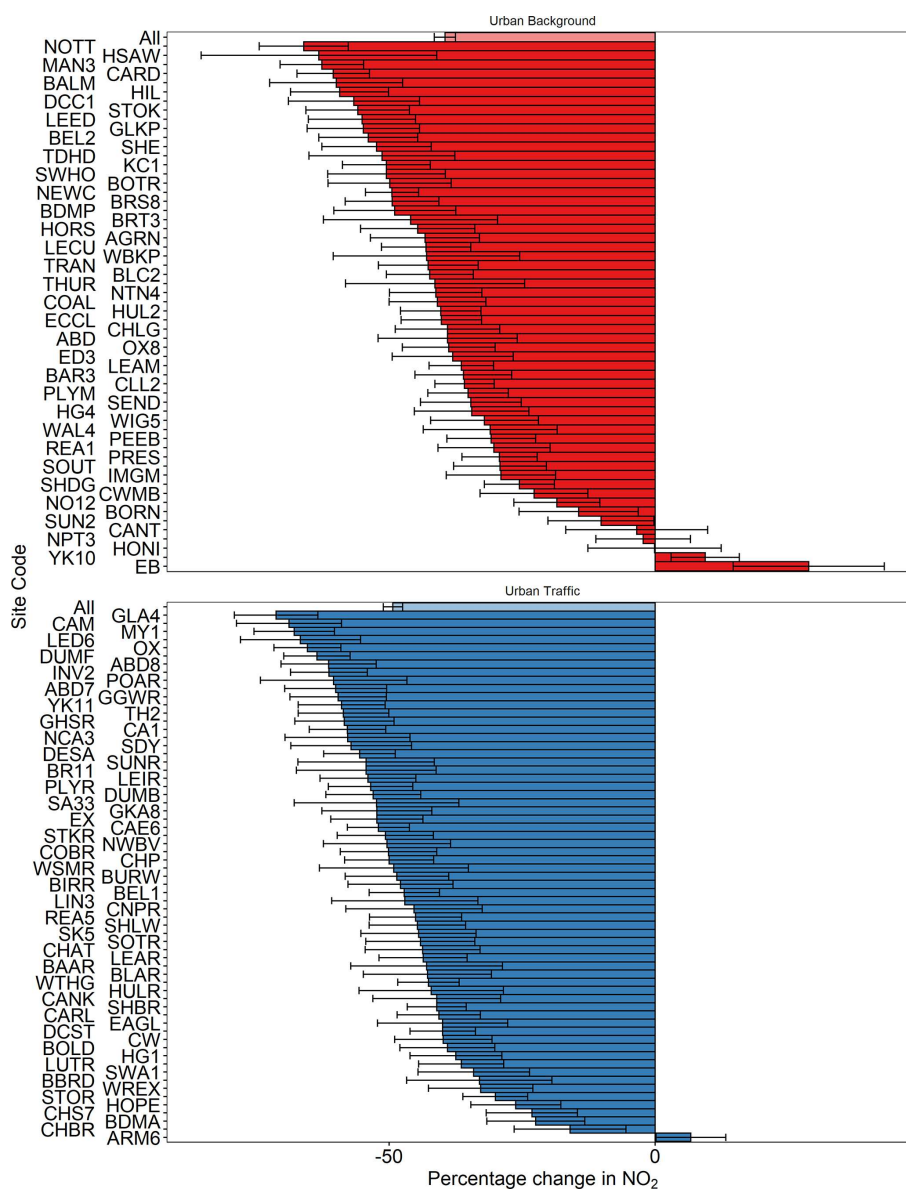 Urban Background
All
NOTT
HSAW
MAN3
CARD
BALM
HIL
DCC1
STOK
LEED
GLKP
BEL2
SHE
TDHD
KC1
SWHO
BOTR
NEWC
BRS8
BDMP
BRT3
HORS
AGRN
LECU
WBKP
TRAN
BLC2
THUR
NTN4
COAL
HUL2
ECCL
CHLG
ABD
OX8
ED3
LEAM
BAR3
CLL2
PLYM
SEND
HG4
WIG5
WAL4
PEEB
REA1
PRES
SOUT
IMGM
SHDG
CWMB
NO12
BORN
SUN2
CANT
NPT3
HONI
YK10
EB
Site Code
Urban Traffic
All
GLA4
CAM
MY1
LED6
OX
DUMF
ABD8
INV2
POAR
ABD7
GGWR
YK11
TH2
GHSR
CA1
NCA3
SDY
DESA
SUNR
BR11
LEIR
PLYR
DUMB
SA33
GKA8
EX
CAE6
STKR
NWBV
COBR
CHP
WSMR
BURW
BIRR
BEL1
LIN3
CNPR
REA5
SHLW
SK5
SOTR
CHAT
LEAR
BAAR
BLAR
WTHG
HULR
CANK
SHBR
CARL
EAGL
DCST
CW
BOLD
HG1
LUTR
SWA1
BBRD
WREX
STOR
HOPE
CHS7
BDMA
CHBR
ARM6
-50 0
Percentage change in NO₂